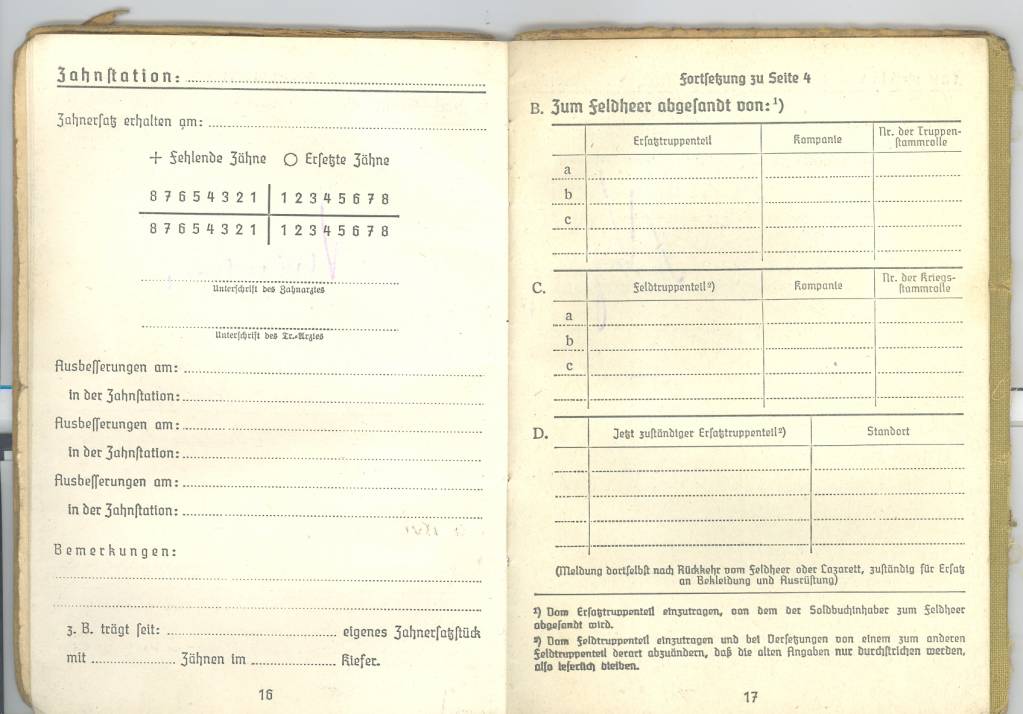 Zahnstation:
Zahnersatz erhalten am:
+ Fehlende Zähne ○ Ersetzte Zähne
8 7 6 5 4 3 2 1 | 1 2 3 4 5 6 7 8
8 7 6 5 4 3 2 1 | 1 2 3 4 5 6 7 8
Unterschrift des Zahnarztes
Unterschrift des Tr.-Arztes
Ausbesserungen am:
in der Zahnstation:
Ausbesserungen am:
in der Zahnstation:
Ausbesserungen am:
in der Zahnstation:
Bemerkungen:
z. B. trägt seit: eigenes Zahnersatzstück
mit Zähnen im Kiefer.
16
Fortsetzung zu Seite 4
B. Zum Feldheer abgesandt von: ¹)
Ersatztruppenteil Kompanie Nr. der Truppen-
stammrolle
a
b
c
C. Feldtruppenteil ²) Kompanie Nr. der Kriegs-
stammrolle
a
b
c
D. Jetzt zuständiger Ersatztruppenteil ²) Standort
(Meldung dortselbst nach Rückkehr vom Feldheer oder Lazarett, zuständig für Ersatz
an Bekleidung und Ausrüstung)
¹) Vom Ersatztruppenteil einzutragen, von dem der Soldbuchinhaber zum Feldheer
abgesandt wird.
²) Vom Feldtruppenteil einzutragen und bei Versetzungen von einem zum anderen
Feldtruppenteil derart abzuändern, daß die alten Angaben nur durchstrichen werden,
also leserlich bleiben.
17